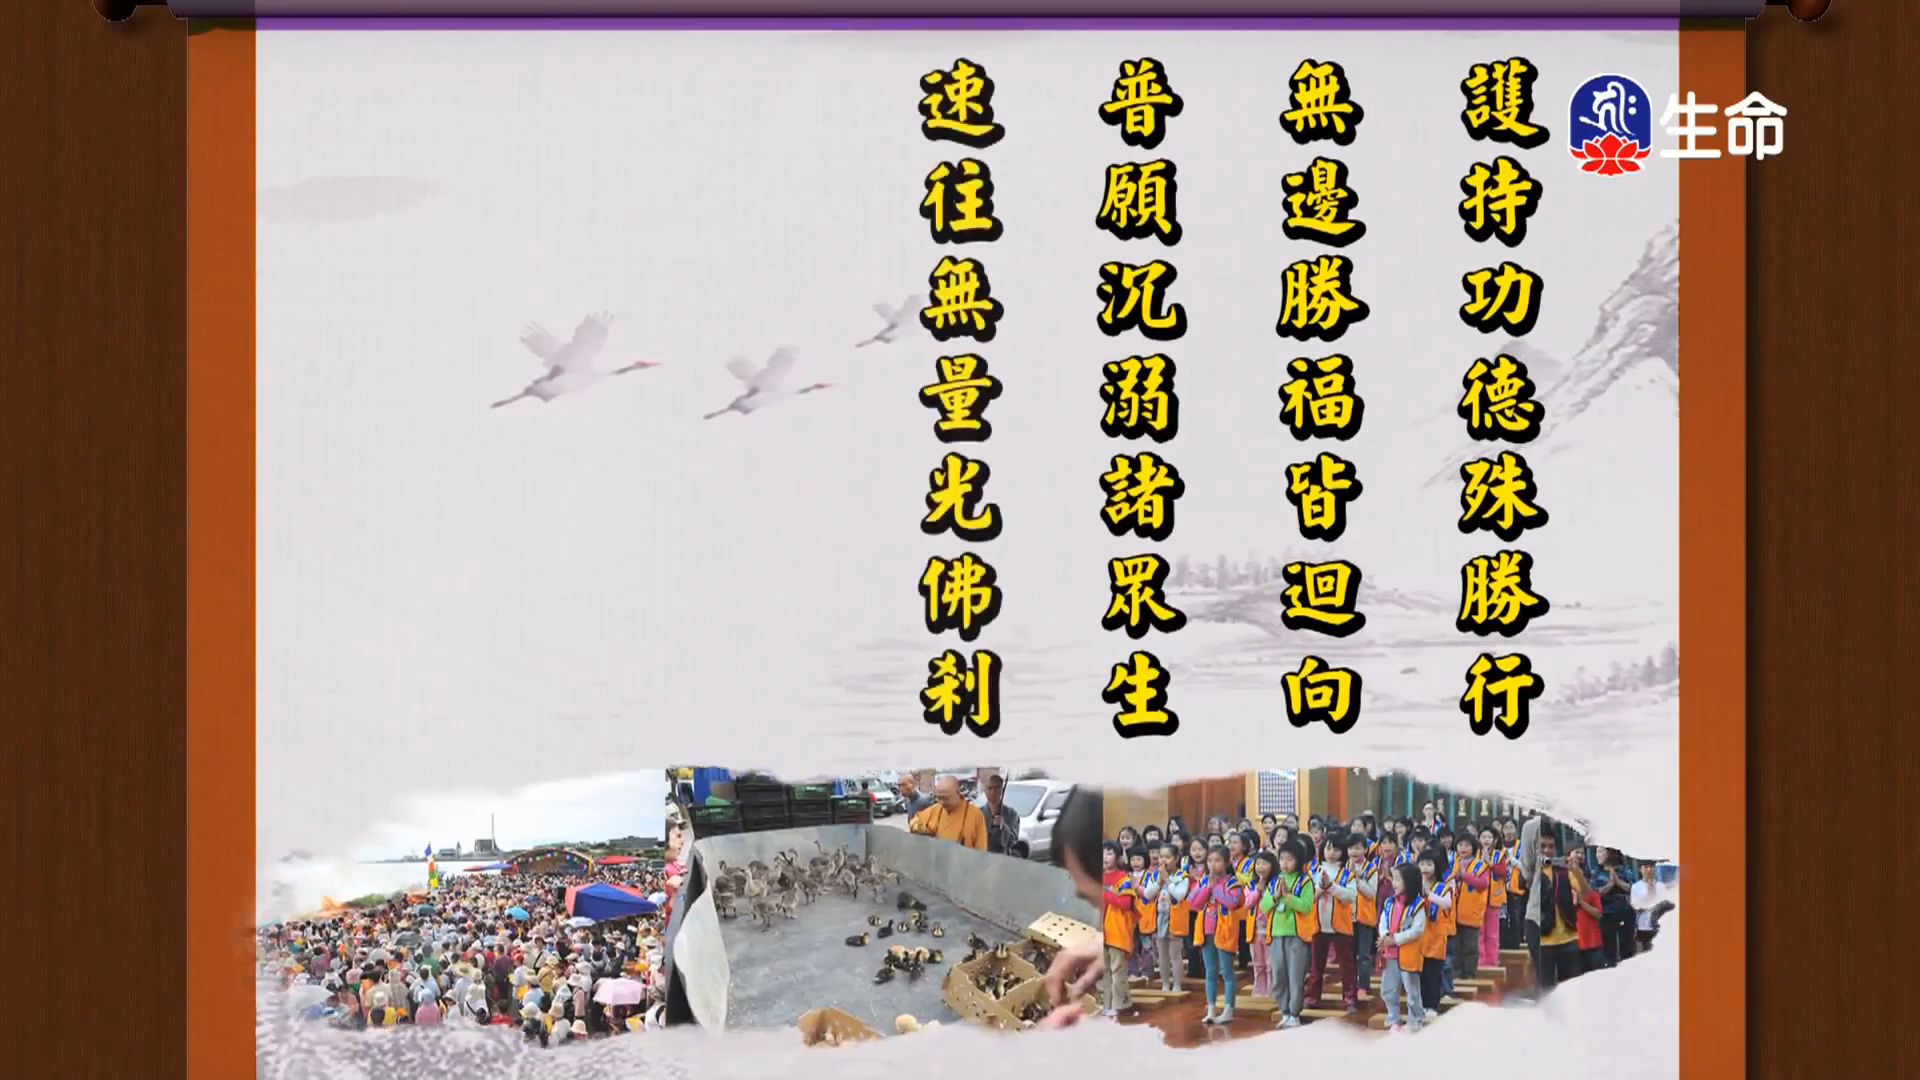 護持功德殊勝行
無邊勝福皆迴向
普願沉溺諸眾生
速往無量光佛剎
生命